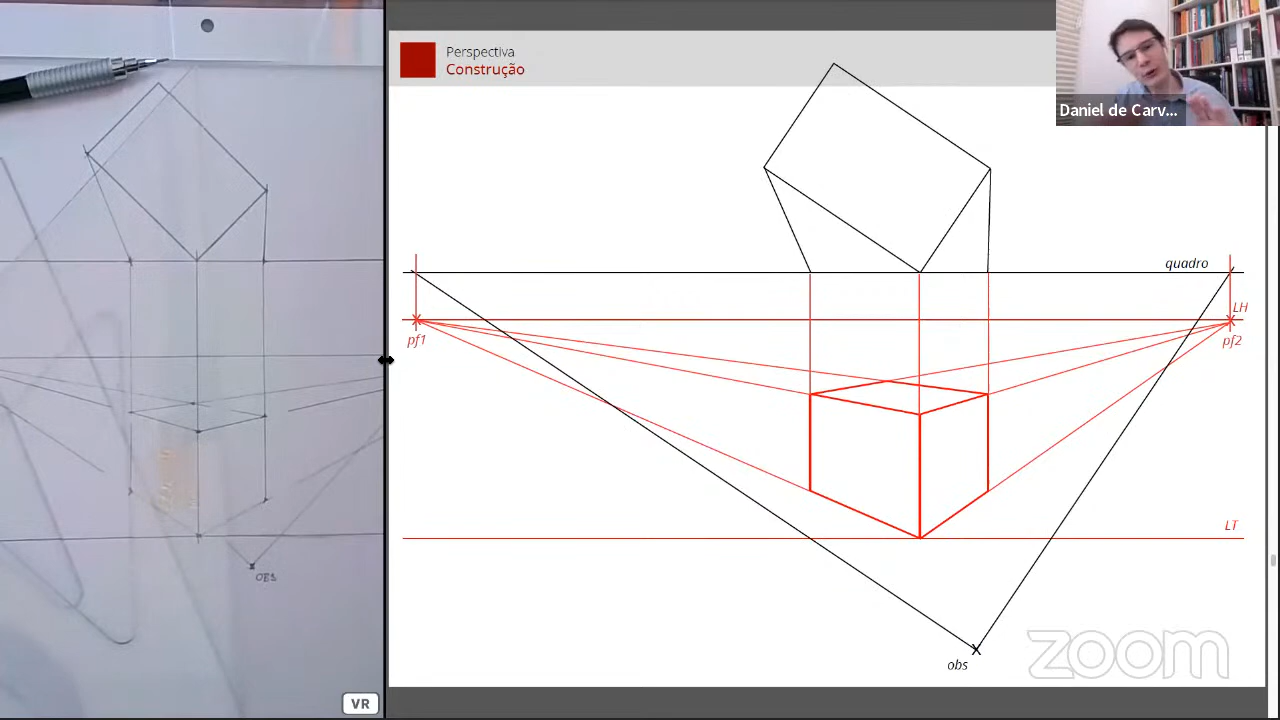 Perspectiva
Construção
Daniel de Carv...
quadro
LH
pf1
pf2
LT
obs
OBS
zoom
VR